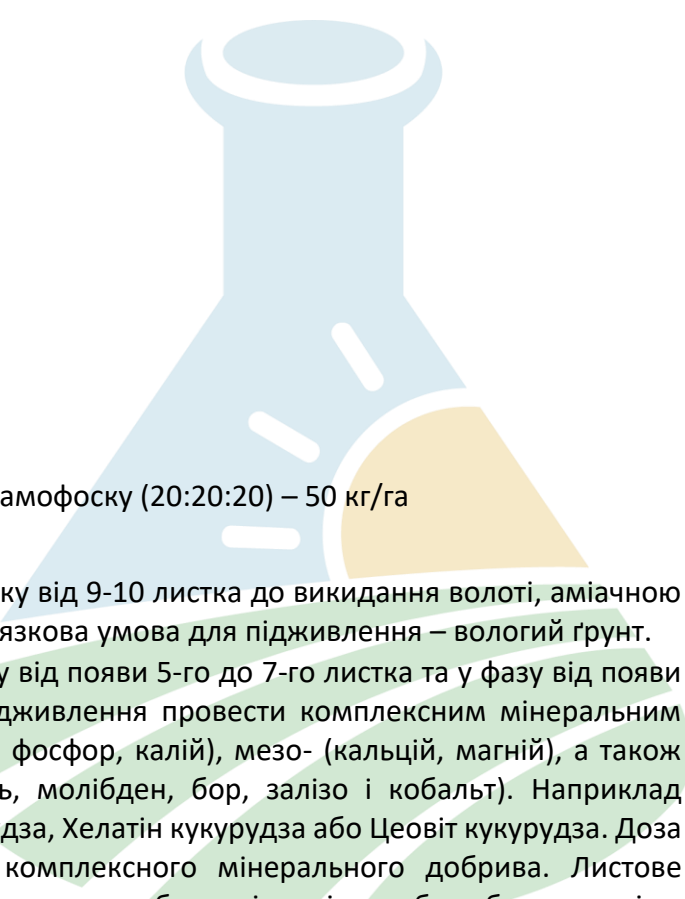 амофоску (20:20:20) – 50 кг/га
ку від 9-10 листка до викидання волоті, аміачною
язкова умова для підживлення – вологий ґрунт.
у від появи 5-го до 7-го листка та у фазу від появи
дживлення провести комплексним мінеральним
фосфор, калій), мезо- (кальцій, магній), а також
ь, молібден, бор, залізо і кобальт). Наприклад
дза, Хелатін кукурудза або Цеовіт кукурудза. Доза
комплексного мінерального добрива. Листове